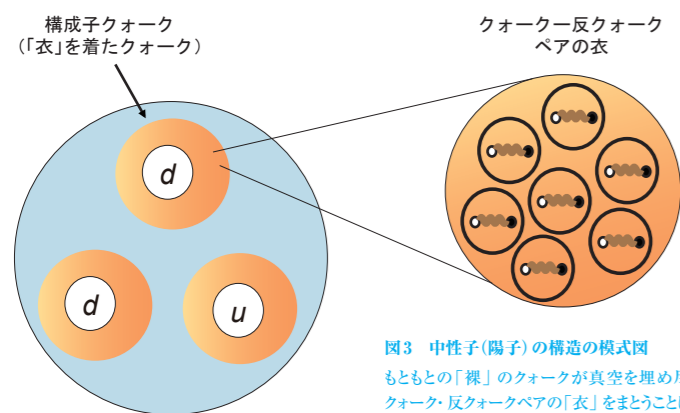 構成子クォーク
(「衣」を着たクォーク)
クォーク−反クォーク
ペアの衣
d
d
u
図3 中性子(陽子)の構造の模式図
もともとの「裸」のクォークが真空を埋め
クォーク・反クォークペアの「衣」をまとうこと